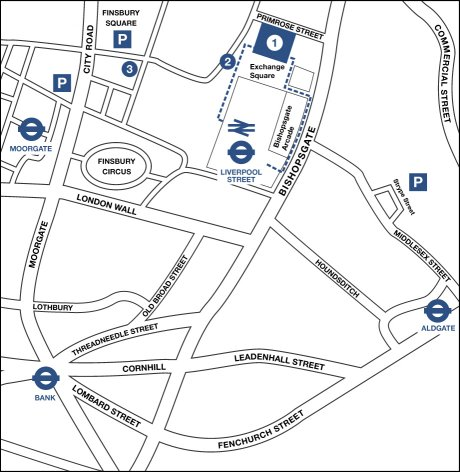 FINSBURY
SQUARE
P
CITY ROAD
PRIMROSE STREET
COMMERCIAL STREET
1
2
3
P
Exchange
Square
Bishopsgate
Arcade
MOORGATE
FINSBURY
CIRCUS
LIVERPOOL
STREET
BISHOPSGATE
P
Strype Street
LONDON WALL
MOORGATE
MIDDLESEX STREET
HOUNDSDITCH
OLD BROAD STREET
LOTHBURY
ALDGATE
THREADNEEDLE STREET
CORNHILL
LEADENHALL STREET
BANK
LOMBARD STREET
FENCHURCH STREET